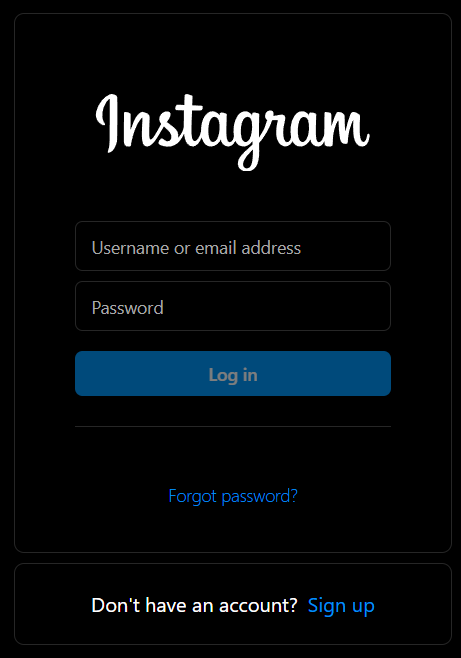 Instagram
Username or email address
Password
Log in
Forgot password?
Don't have an account? Sign up